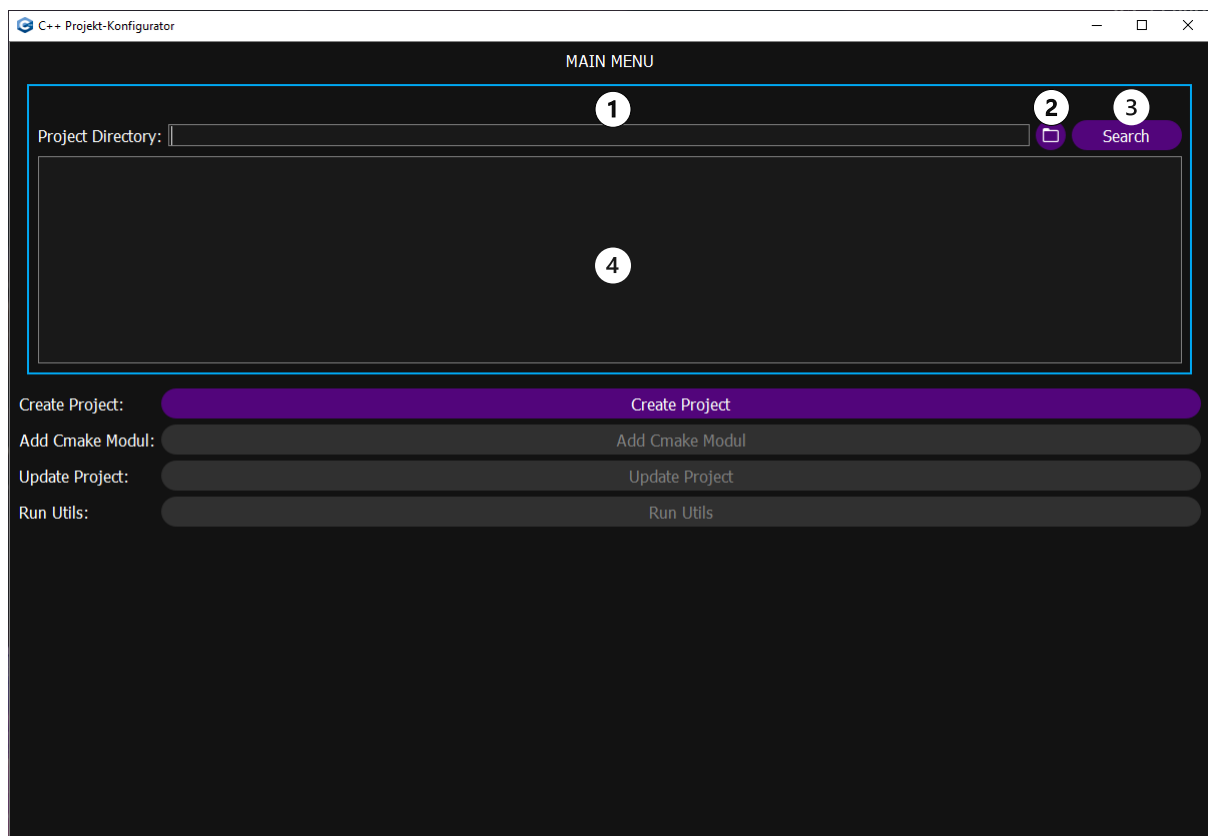 C++ Projekt-Konfigurator
MAIN MENU
1
2
3
Project Directory:
Search
4
Create Project: Create Project
Add Cmake Modul: Add Cmake Modul
Update Project: Update Project
Run Utils: Run Utils